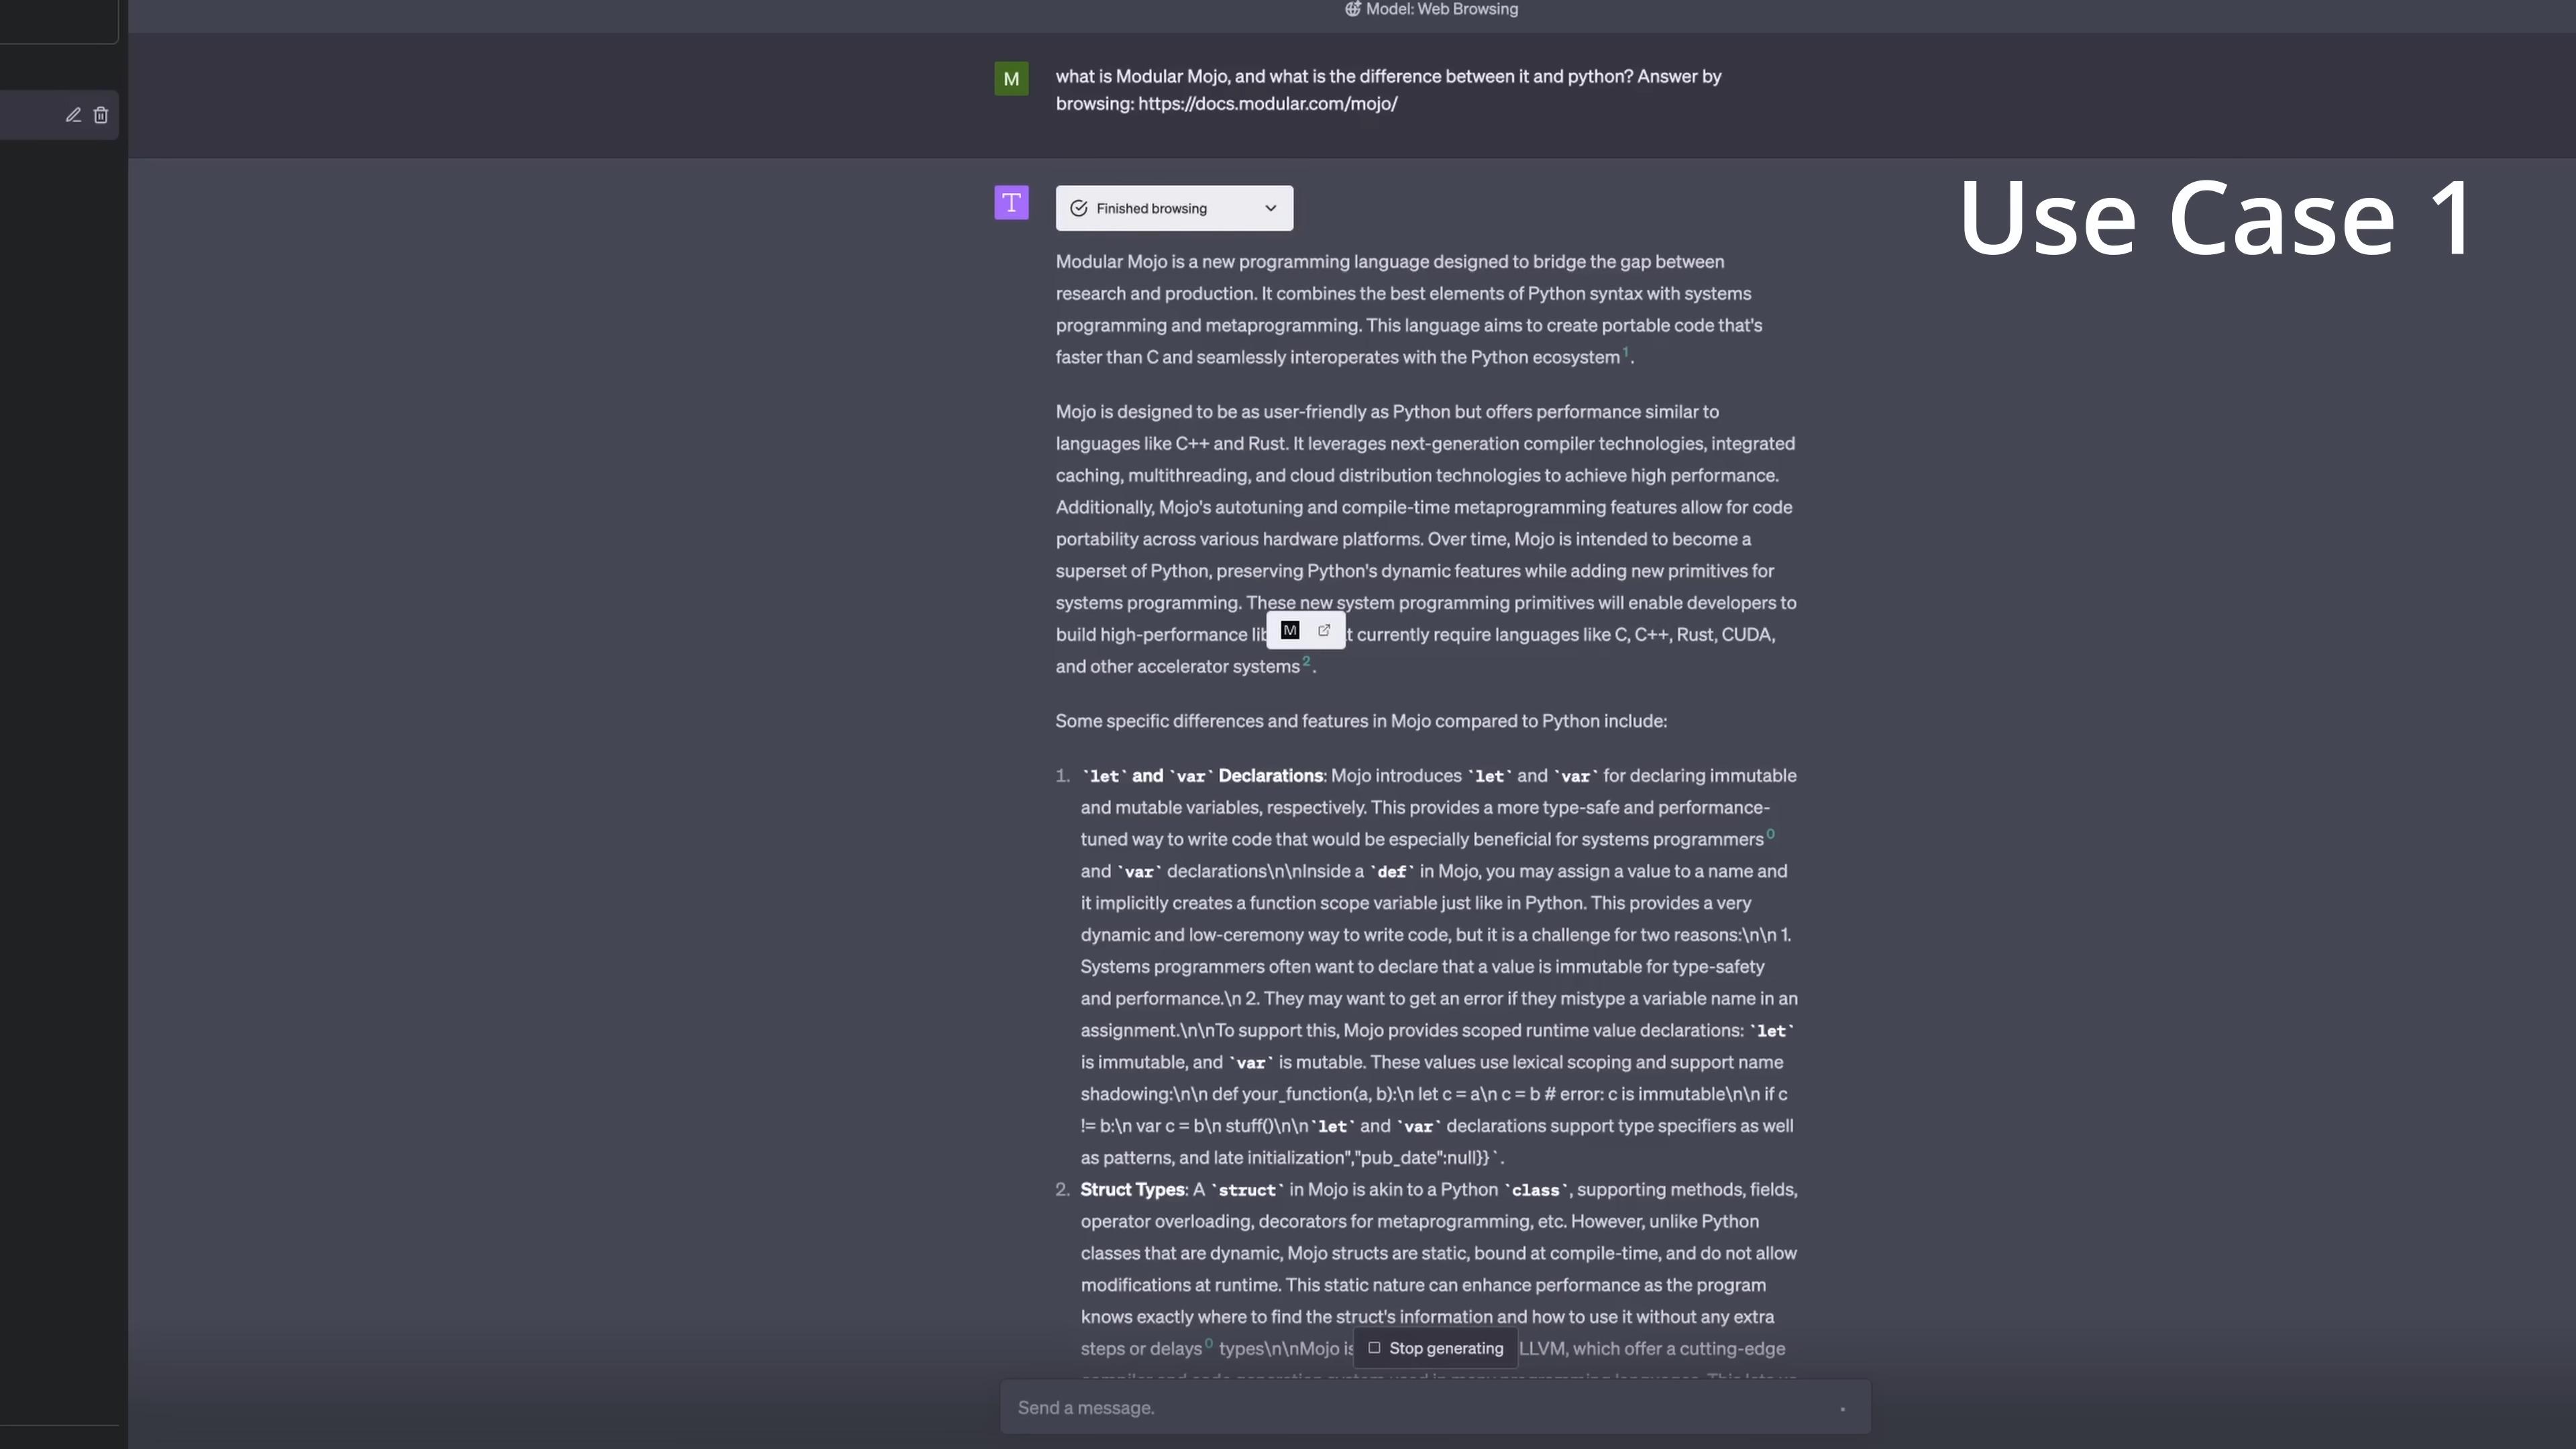 Model: Web Browsing
M
what is Modular Mojo, and what is the difference between it and python? Answer by
browsing: https://docs.modular.com/mojo/
Use Case 1
T
Finished browsing
Modular Mojo is a new programming language designed to bridge the gap between
research and production. It combines the best elements of Python syntax with systems
programming and metaprogramming. This language aims to create portable code that's
faster than C and seamlessly interoperates with the Python ecosystem 1.
Mojo is designed to be as user-friendly as Python but offers performance similar to
languages like C++ and Rust. It leverages next-generation compiler technologies, integrated
caching, multithreading, and cloud distribution technologies to achieve high performance.
Additionally, Mojo's autotuning and compile-time metaprogramming features allow for code
portability across various hardware platforms. Over time, Mojo is intended to become a
superset of Python, preserving Python's dynamic features while adding new primitives for
systems programming. These new system programming primitives will enable developers to
build high-performance M currently require languages like C, C++, Rust, CUDA,
and other accelerator systems 2.
Some specific differences and features in Mojo compared to Python include:
1. `let` and `var` Declarations: Mojo introduces `let` and `var` for declaring immutable
and mutable variables, respectively. This provides a more type-safe and performance-
tuned way to write code that would be especially beneficial for systems programmers 0
and `var` declarations\n\nInside a `def` in Mojo, you may assign a value to a name and
it implicitly creates a function scope variable just like in Python. This provides a very
dynamic and low-ceremony way to write code, but it is a challenge for two reasons:\n\n 1.
Systems programmers often want to declare that a value is immutable for type-safety
and performance.\n 2. They may want to get an error if they mistype a variable name in an
assignment.\n\nTo support this, Mojo provides scoped runtime value declarations: `let`
is immutable, and `var` is mutable. These values use lexical scoping and support name
shadowing:\n\n def your_function(a, b):\n let c = a\n c = b # error: c is immutable\n\n if c
!= b:\n var c = b\n stuff()\n\n`let` and `var` declarations support type specifiers as well
as patterns, and late initialization","pub_date":null}}`.
2. Struct Types: A `struct` in Mojo is akin to a Python `class`, supporting methods, fields,
operator overloading, decorators for metaprogramming, etc. However, unlike Python
classes that are dynamic, Mojo structs are static, bound at compile-time, and do not allow
modifications at runtime. This static nature can enhance performance as the program
knows exactly where to find the struct's information and how to use it without any extra
steps or delays 0 types\n\nMojo is Stop generating LLVM, which offer a cutting-edge
Send a message.